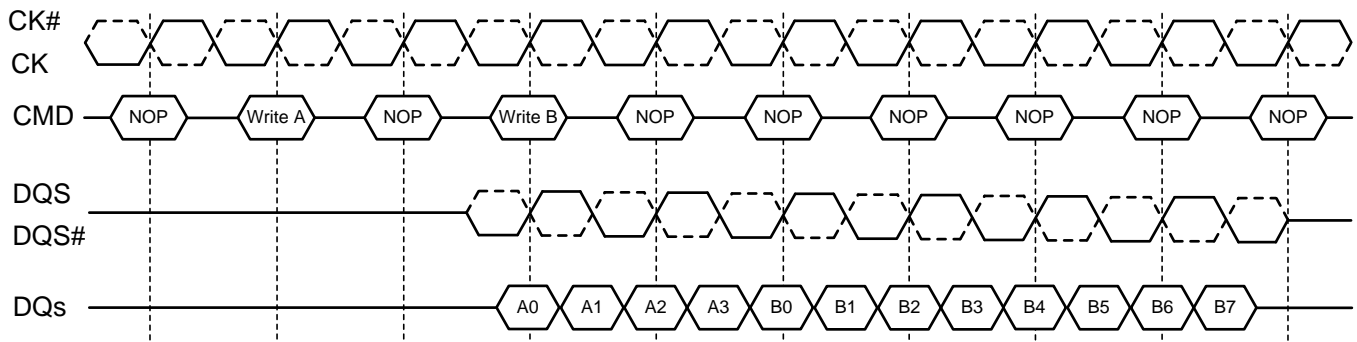 CK#
CK
CMD NOP Write A NOP Write B NOP NOP NOP NOP NOP NOP
DQS
DQS#
DQs A0 A1 A2 A3 B0 B1 B2 B3 B4 B5 B6 B7